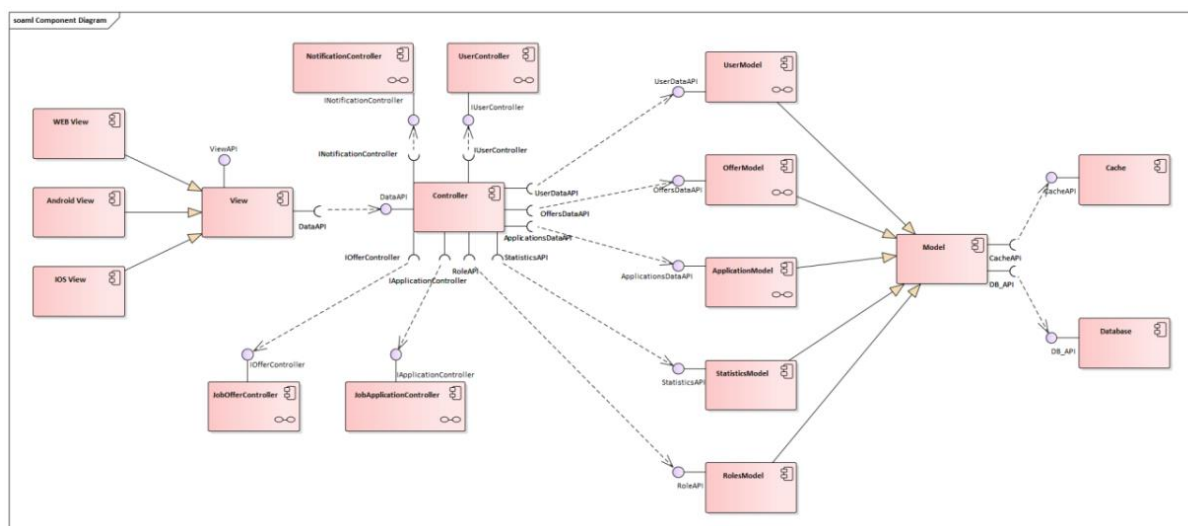 soaml Component Diagram
NotificationController
UserController
INotificationController
IUserController
INotificationController
IUserController
WEB View
Android View
IOS View
ViewAPI
View
DataAPI
DataAPI
Controller
UserDataAPI
OffersDataAPI
ApplicationsDataAPI
IOfferController
IApplicationController
RoleAPI
StatisticsAPI
IOfferController
IApplicationController
JobOfferController
JobApplicationController
UserDataAPI
UserModel
OffersDataAPI
OfferModel
ApplicationsDataAPI
ApplicationModel
StatisticsAPI
StatisticsModel
RoleAPI
RolesModel
Model
CacheAPI
DB_API
CacheAPI
Cache
DB_API
Database